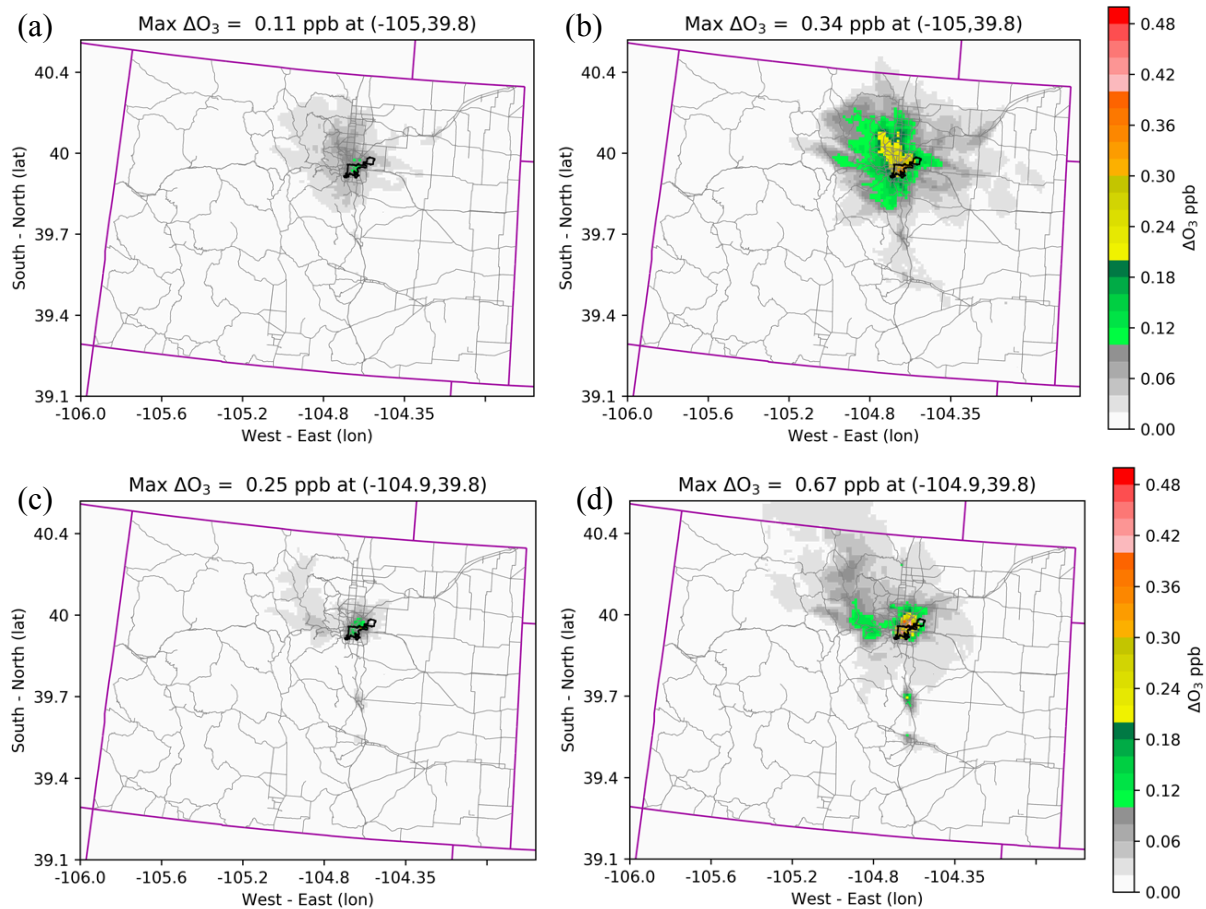 (a)
Max ΔO₃ = 0.11 ppb at (-105,39.8)
40.4
40
39.7
39.4
39.1
South - North (lat)
-106.0 -105.6 -105.2 -104.8 -104.35
West - East (lon)
(b)
Max ΔO₃ = 0.34 ppb at (-105,39.8)
40.4
40
39.7
39.4
39.1
South - North (lat)
-106.0 -105.6 -104.8 -104.35
West - East (lon)
0.48
0.42
0.36
0.30
0.24
0.18
0.12
0.06
0.00
ΔO₃ ppb
(c)
Max ΔO₃ = 0.25 ppb at (-104.9,39.8)
40.4
40
39.7
39.4
39.1
South - North (lat)
-106.0 -105.6 -105.2 -104.8 -104.35
West - East (lon)
(d)
Max ΔO₃ = 0.67 ppb at (-104.9,39.8)
40.4
40
39.7
39.4
39.1
South - North (lat)
-106.0 -105.6 -105.2 -104.8 -104.35
West - East (lon)
0.48
0.42
0.36
0.30
0.24
0.18
0.12
0.06
0.00
ΔO₃ ppb